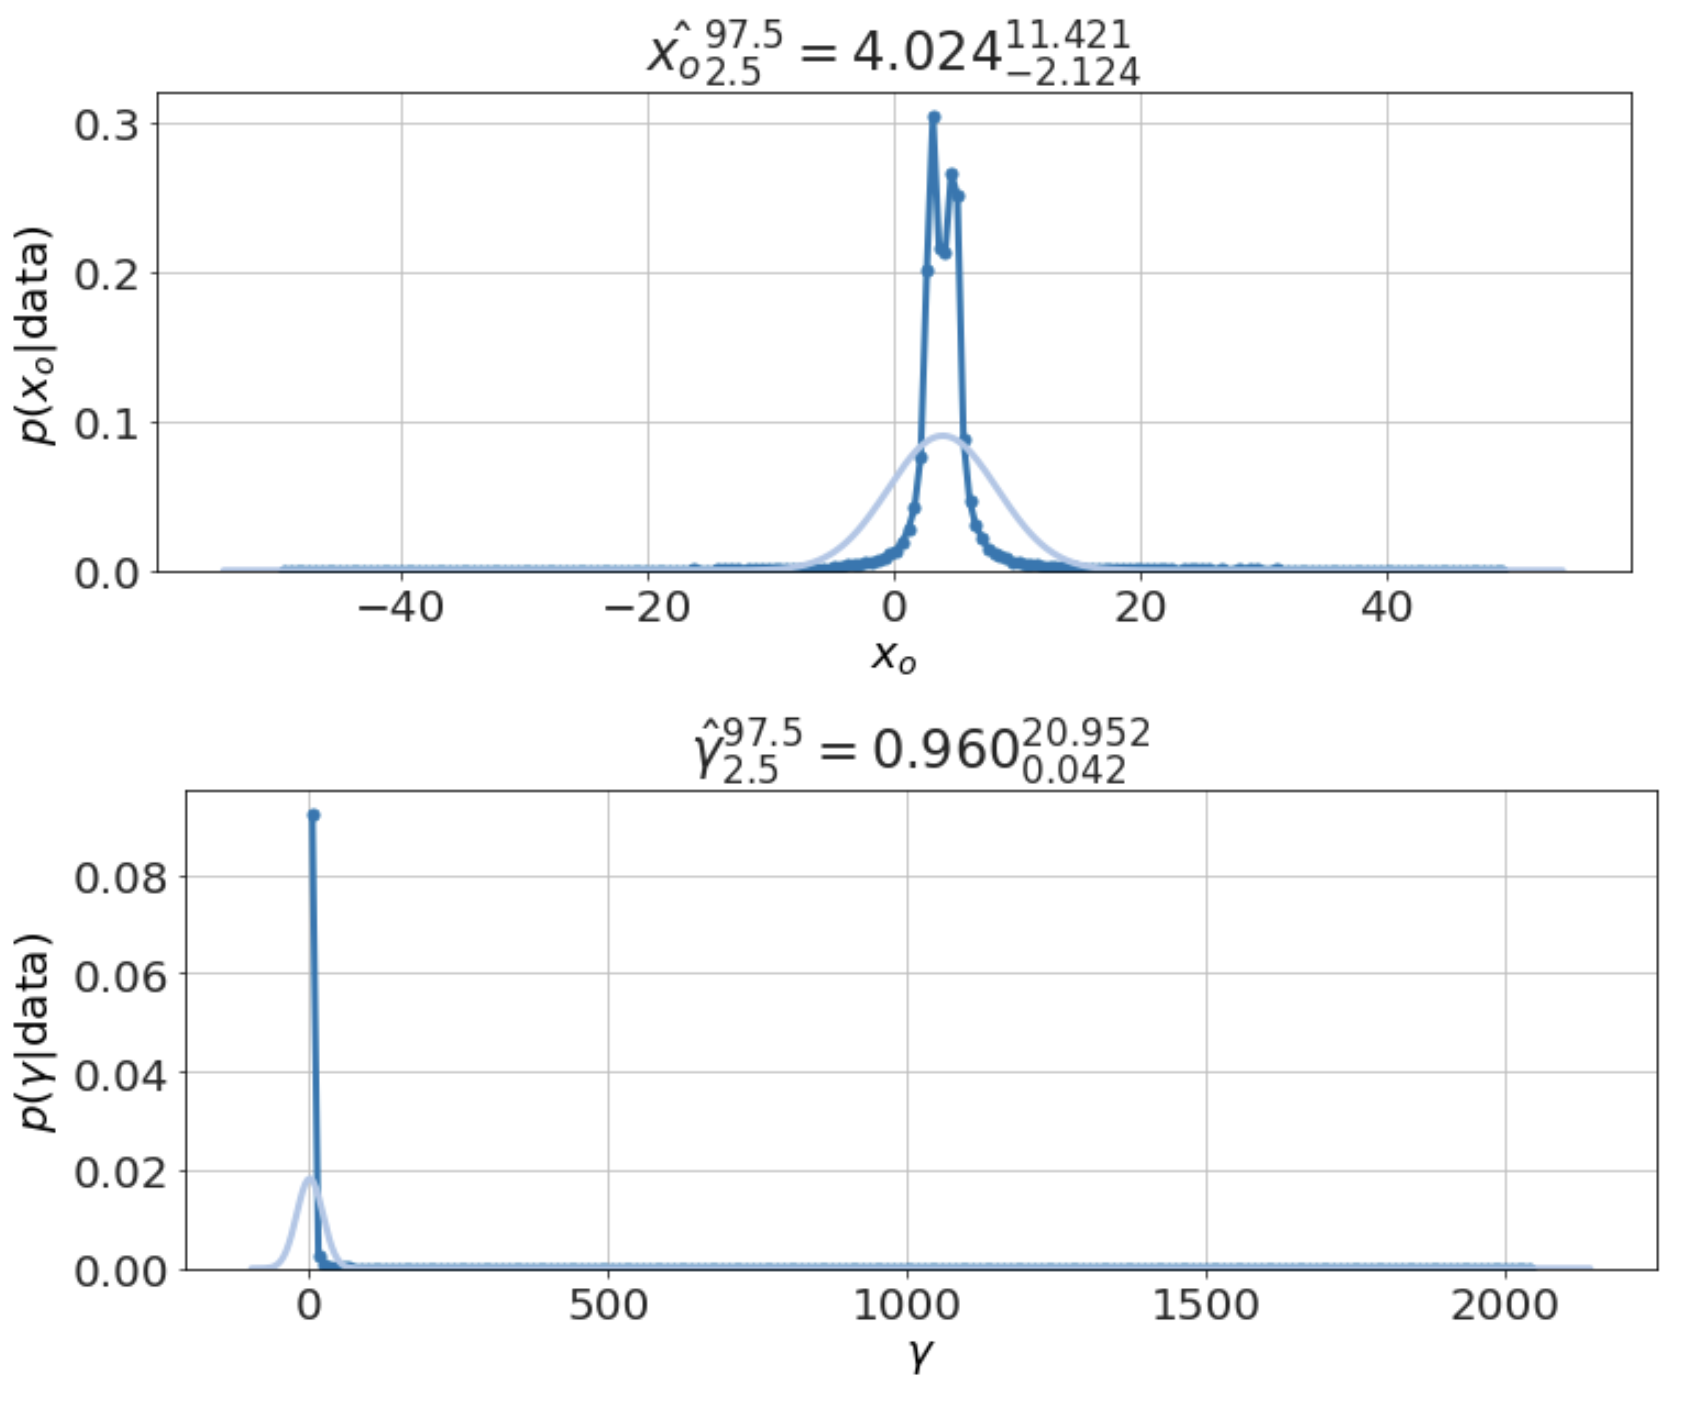 x̂ₒ 97.5 2.5 = 4.024 11.421 −2.124
0.3
0.2
0.1
0.0
p(xₒ|data)
−40 −20 0 20 40
xₒ
γ̂ 97.5 2.5 = 0.960 20.952 0.042
0.08
0.06
0.04
0.02
0.00
p(γ|data)
0 500 1000 1500 2000
γ